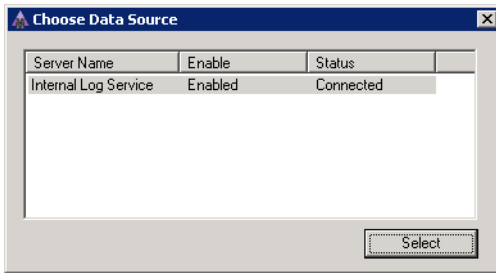 Choose Data Source
Server Name Enable Status
Internal Log Service Enabled Connected
Select